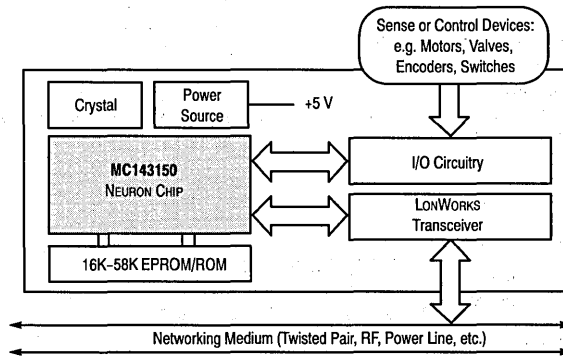 Sense or Control Devices:
e.g. Motors, Valves,
Encoders, Switches
Crystal
Power
Source
+5 V
MC143150
NEURON CHIP
I/O Circuitry
LONWORKS
Transceiver
16K–58K EPROM/ROM
Networking Medium (Twisted Pair, RF, Power Line, etc.)